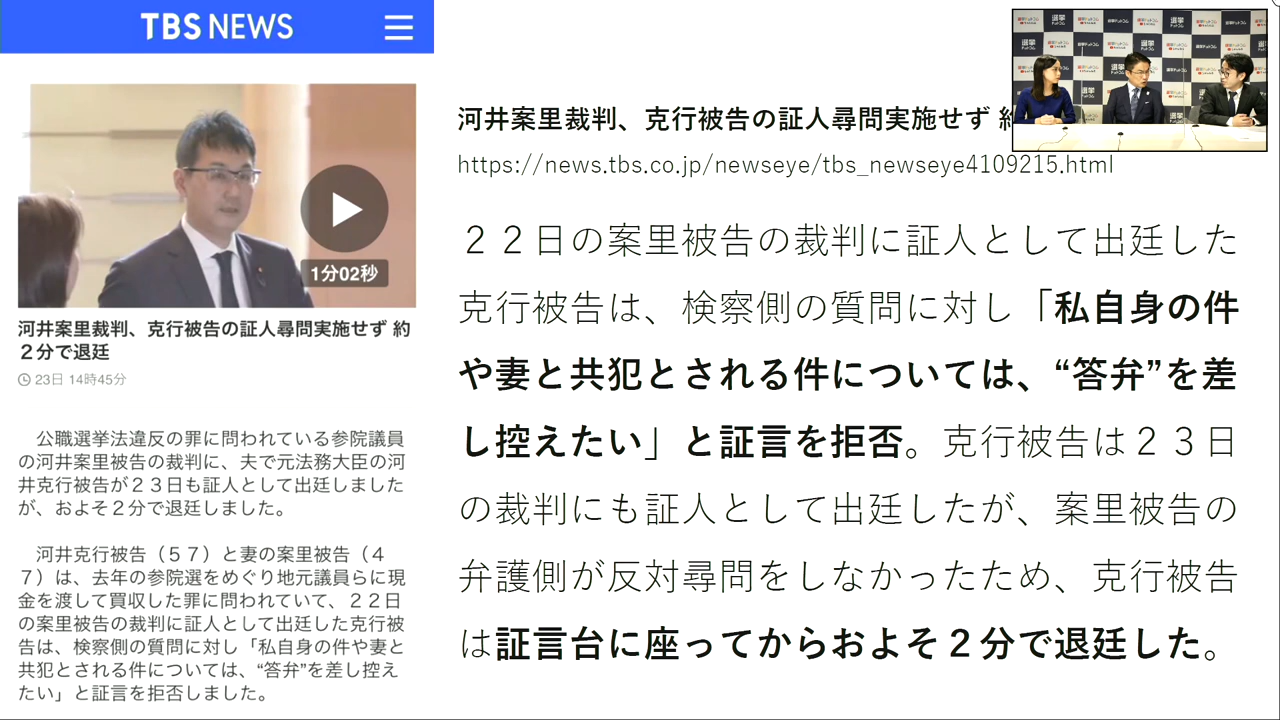 TBS NEWS
1分02秒
河井案里裁判、克行被告の証人尋問実施せず 約
２分で退廷
23日 14時45分
公職選挙法違反の罪に問われている参院議員
の河井案里被告の裁判に、夫で元法務大臣の河
井克行被告が２３日も証人として出廷しました
が、およそ２分で退廷しました。
河井克行被告（５７）と妻の案里被告（４
７）は、去年の参院選をめぐり地元議員らに現
金を渡して買収した罪に問われていて、２２日
の案里被告の裁判に証人として出廷した克行被
告は、検察側の質問に対し「私自身の件や妻と
共犯とされる件については、“答弁”を差し控え
たい」と証言を拒否しました。
河井案里裁判、克行被告の証人尋問実施せず 約
https://news.tbs.co.jp/newseye/tbs_newseye4109215.html
２２日の案里被告の裁判に証人として出廷した
克行被告は、検察側の質問に対し「私自身の件
や妻と共犯とされる件については、“答弁”を差
し控えたい」と証言を拒否。克行被告は２３日
の裁判にも証人として出廷したが、案里被告の
弁護側が反対尋問をしなかったため、克行被告
は証言台に座ってからおよそ２分で退廷した。
選挙
ドットコム